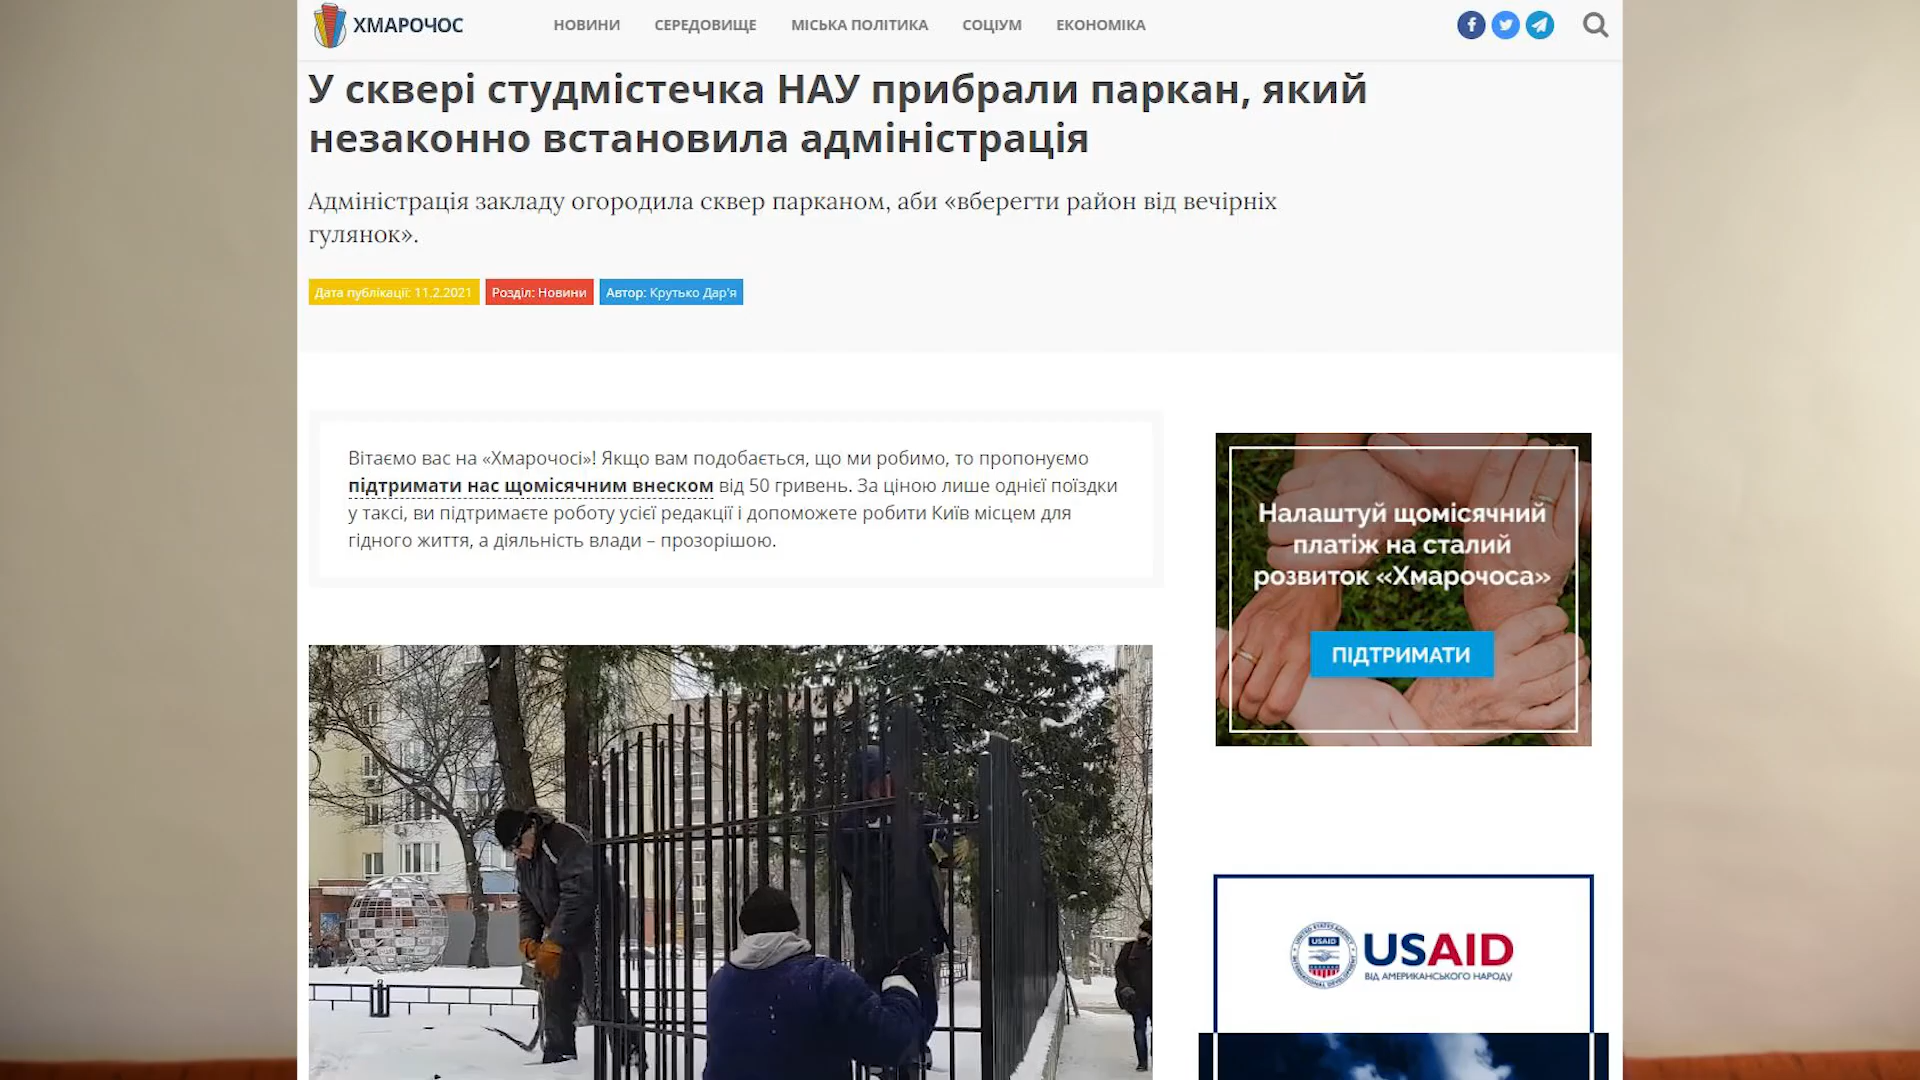 ХМАРОЧОС
НОВИНИ СЕРЕДОВИЩЕ МІСЬКА ПОЛІТИКА СОЦІУМ ЕКОНОМІКА
У сквері студмістечка НАУ прибрали паркан, який
незаконно встановила адміністрація
Адміністрація закладу огородила сквер парканом, аби «вберегти район від вечірніх
гулянок».
Дата публікації: 11.2.2021 Розділ: Новини Автор: Крутько Дар'я
Вітаємо вас на «Хмарочосі»! Якщо вам подобається, що ми робимо, то пропонуємо
підтримати нас щомісячним внеском від 50 гривень. За ціною лише однієї поїздки
у таксі, ви підтримаєте роботу усієї редакції і допоможете робити Київ місцем для
гідного життя, а діяльність влади – прозорішою.
Налаштуй щомісячний
платіж на сталий
розвиток «Хмарочоса»
ПІДТРИМАТИ
USAID
USAID
ВІД АМЕРИКАНСЬКОГО НАРОДУ